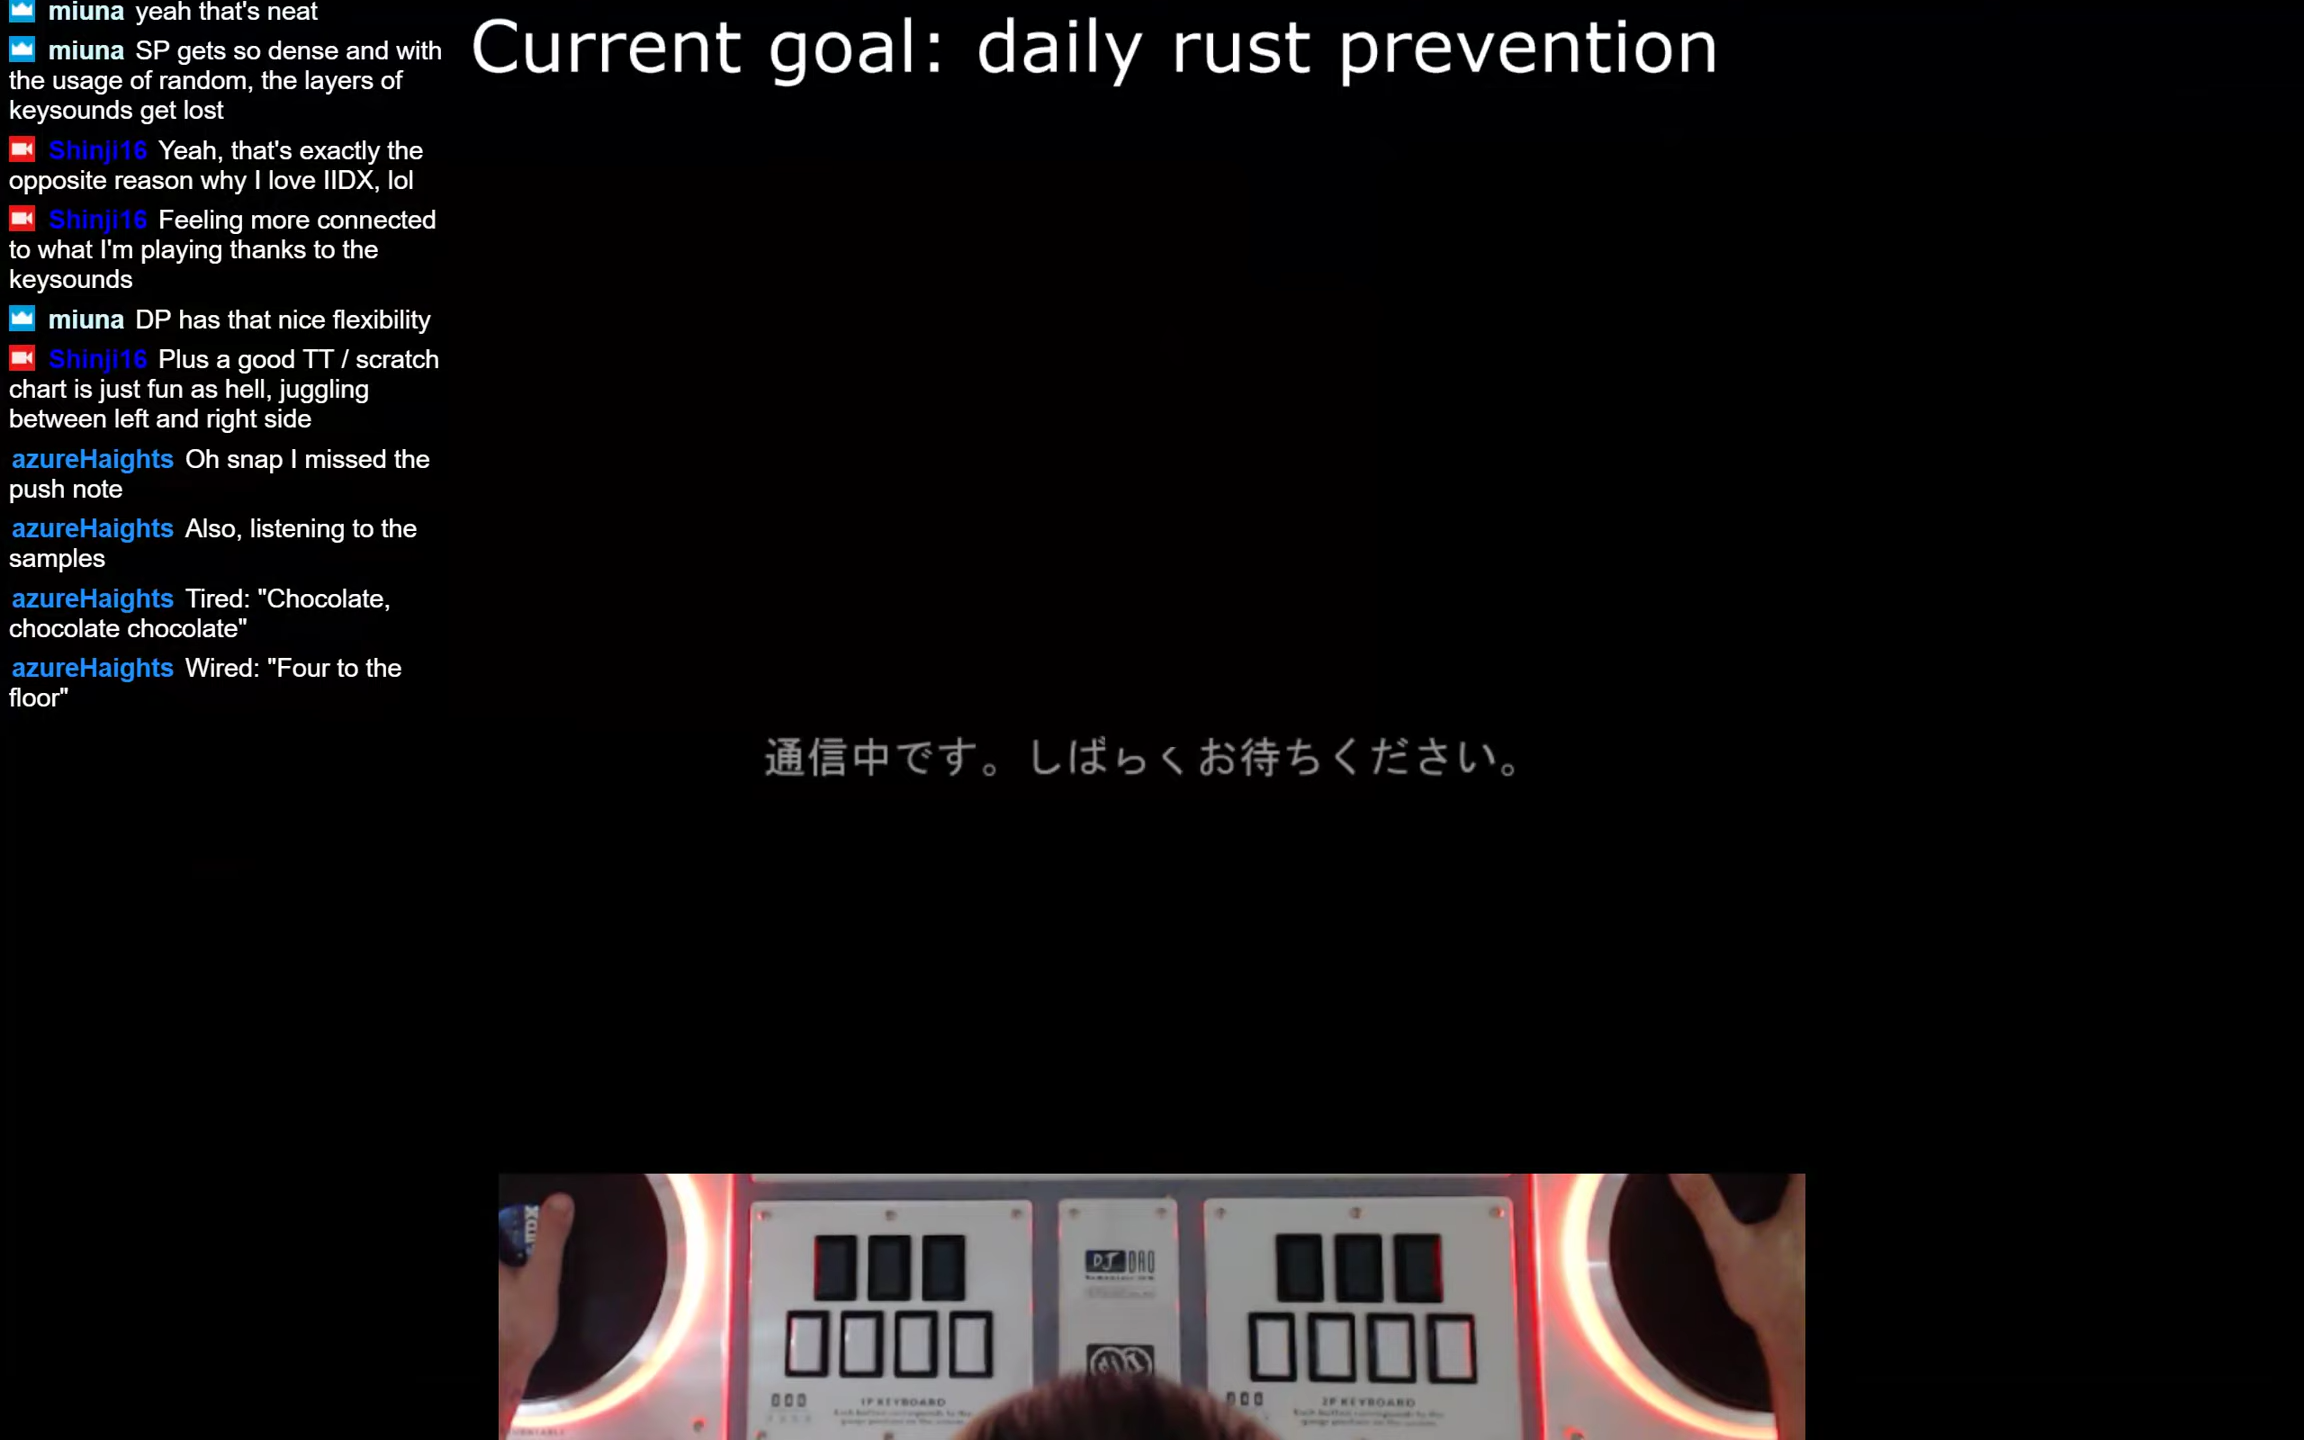 miuna yeah that's neat
miuna SP gets so dense and with
the usage of random, the layers of
keysounds get lost
Shinji16 Yeah, that's exactly the
opposite reason why I love IIDX, lol
Shinji16 Feeling more connected
to what I'm playing thanks to the
keysounds
miuna DP has that nice flexibility
Shinji16 Plus a good TT / scratch
chart is just fun as hell, juggling
between left and right side
azureHaights Oh snap I missed the
push note
azureHaights Also, listening to the
samples
azureHaights Tired: "Chocolate,
chocolate chocolate"
azureHaights Wired: "Four to the
floor"
Current goal: daily rust prevention
通信中です。しばらくお待ちください。
DJ DAO
1P KEYBOARD
2P KEYBOARD